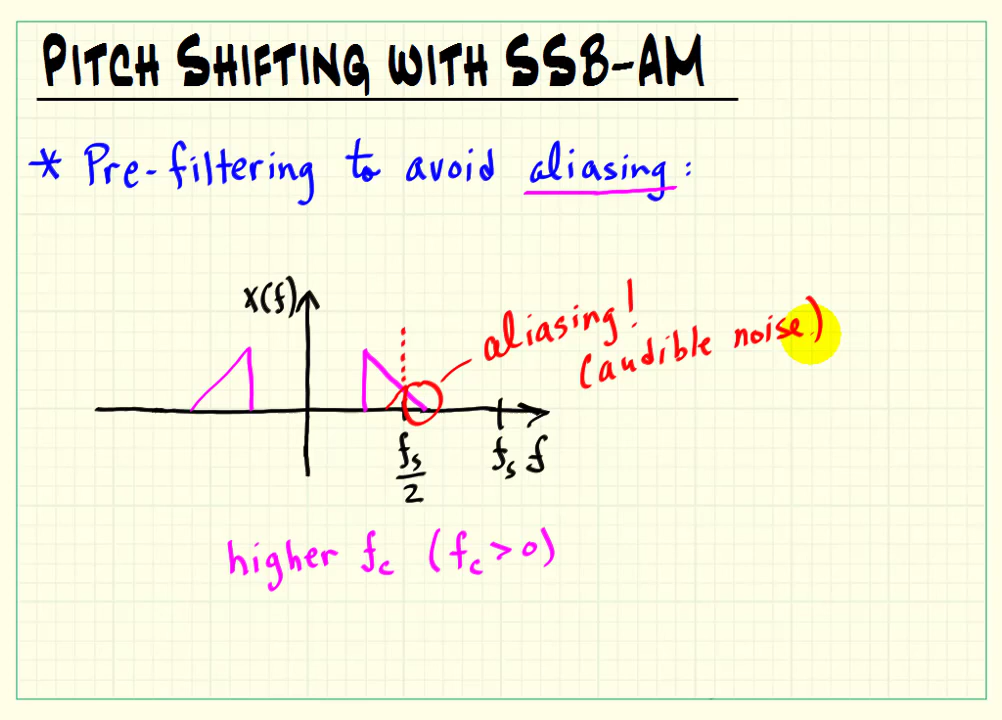 PITCH SHIFTING WITH SSB-AM
* Pre-filtering to avoid aliasing:
X(f)
aliasing!
(audible noise)
fs/2
fs f
higher fc (fc > 0)